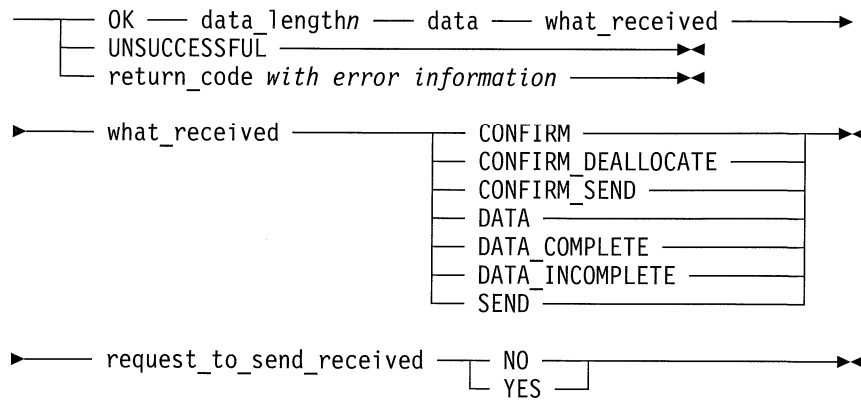 OK data_lengthn data what_received
UNSUCCESSFUL
return_code with error information
what_received CONFIRM
CONFIRM_DEALLOCATE
CONFIRM_SEND
DATA
DATA_COMPLETE
DATA_INCOMPLETE
SEND
request_to_send_received NO
YES